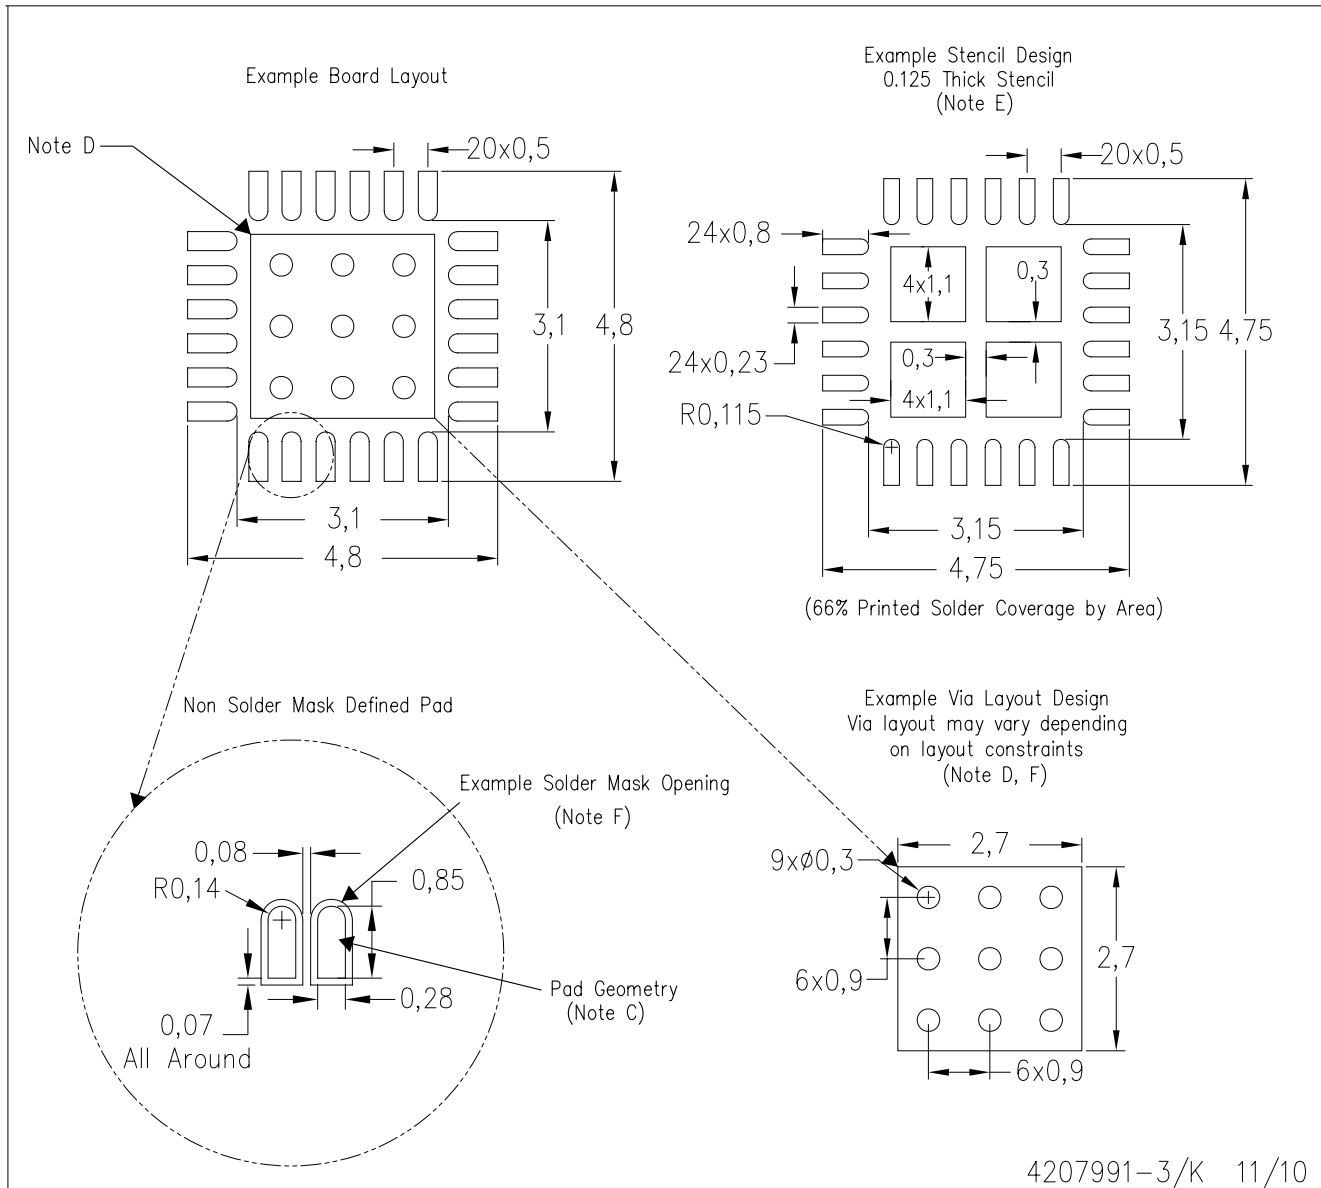 Example Board Layout
Note D
20x0,5
3,1
4,8
3,1
4,8
Example Stencil Design
0.125 Thick Stencil
(Note E)
20x0,5
24x0,8
4x1,1
0,3
3,15
4,75
24x0,23
0,3
4x1,1
R0,115
3,15
4,75
(66% Printed Solder Coverage by Area)
Non Solder Mask Defined Pad
Example Solder Mask Opening
(Note F)
0,08
R0,14
0,85
0,28
Pad Geometry
(Note C)
0,07
All Around
Example Via Layout Design
Via layout may vary depending
on layout constraints
(Note D, F)
9xø0,3
2,7
2,7
6x0,9
6x0,9
4207991-3/K 11/10